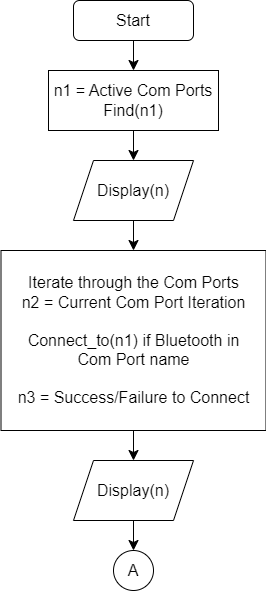 Start
n1 = Active Com Ports
Find(n1)
Display(n)
Iterate through the Com Ports
n2 = Current Com Port Iteration
Connect_to(n1) if Bluetooth in
Com Port name
n3 = Success/Failure to Connect
Display(n)
A